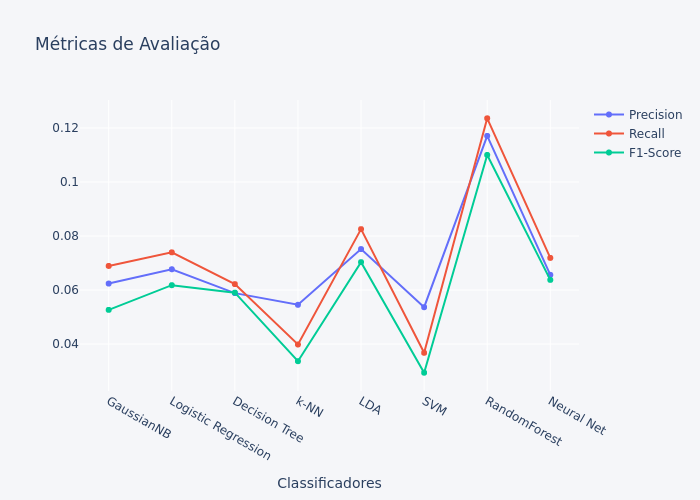 Métricas de Avaliação
Precision
Recall
F1-Score
0.12
0.1
0.08
0.06
0.04
GaussianNB
Logistic Regression
Decision Tree
k-NN
LDA
SVM
RandomForest
Neural Net
Classificadores